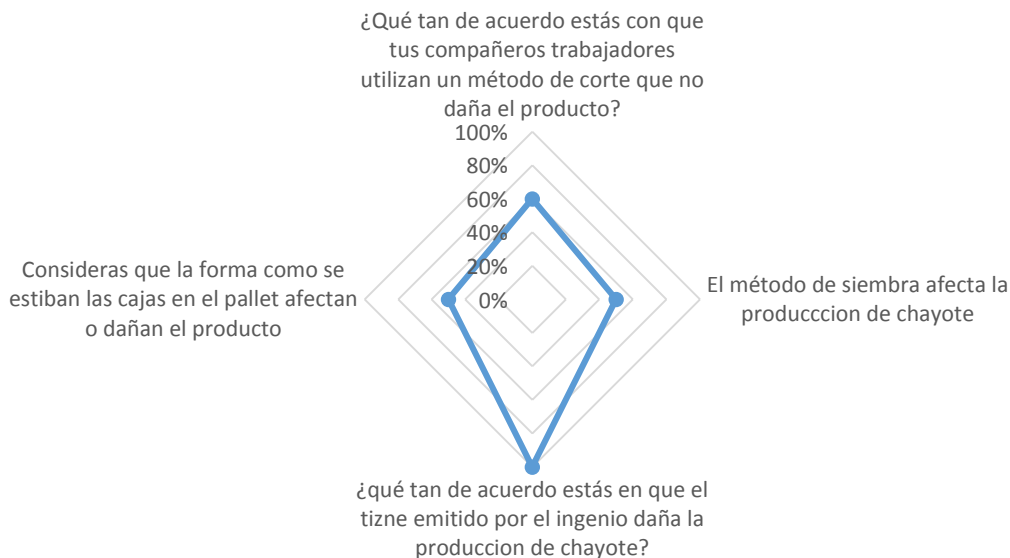 ¿Qué tan de acuerdo estás con que
tus compañeros trabajadores
utilizan un método de corte que no
daña el producto?
100%
80%
60%
40%
20%
0%
El método de siembra afecta la
producccion de chayote
¿qué tan de acuerdo estás en que el
tizne emitido por el ingenio daña la
produccion de chayote?
Consideras que la forma como se
estiban las cajas en el pallet afectan
o dañan el producto